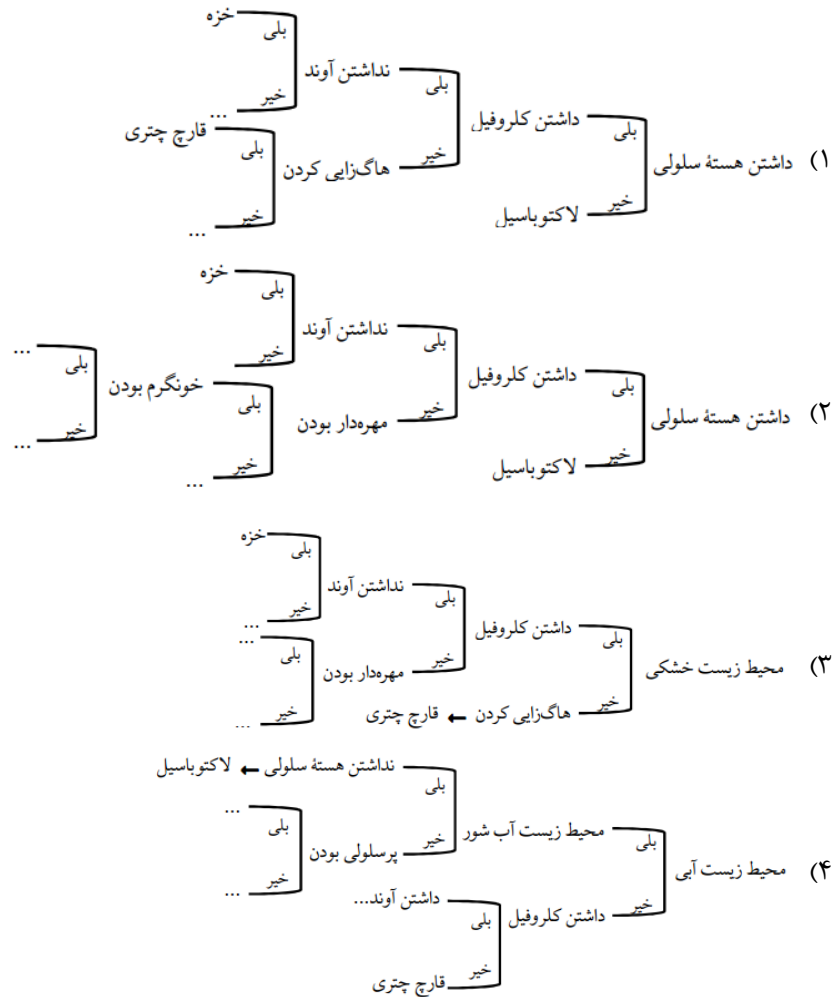 ۱) داشتن هستهٔ سلولی
بلی
داشتن کلروفیل
بلی
نداشتن آوند
بلی
خزه
خیر
...
خیر
هاگ‌زایی کردن
بلی
قارچ چتری
خیر
...
خیر
لاکتوباسیل
۲) داشتن هستهٔ سلولی
بلی
داشتن کلروفیل
بلی
نداشتن آوند
بلی
خزه
خیر
خیر
مهره‌دار بودن
بلی
خونگرم بودن
بلی
...
خیر
...
خیر
...
خیر
لاکتوباسیل
۳) محیط زیست خشکی
بلی
داشتن کلروفیل
بلی
نداشتن آوند
بلی
خزه
خیر
...
خیر
مهره‌دار بودن
بلی
...
خیر
...
خیر
هاگ‌زایی کردن ← قارچ چتری
۴) محیط زیست آبی
بلی
محیط زیست آب شور
بلی
نداشتن هستهٔ سلولی ← لاکتوباسیل
خیر
پرسلولی بودن
بلی
...
خیر
...
خیر
داشتن کلروفیل
بلی
داشتن آوند...
خیر
قارچ چتری